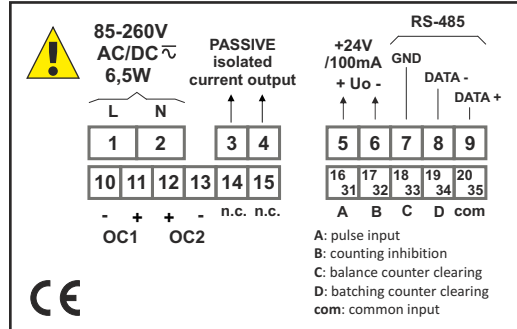 85-260V
AC/DC
6,5W
PASSIVE
isolated
current output
+24V
/100mA
+ Uo -
RS-485
GND
DATA -
DATA +
L N
1 2 3 4 5 6 7 8 9
10 11 12 13 14 15 16 31 17 32 18 33 19 34 20 35
- + + - n.c. n.c. A B C D com
OC1 OC2
A: pulse input
B: counting inhibition
C: balance counter clearing
D: batching counter clearing
com: common input
CE